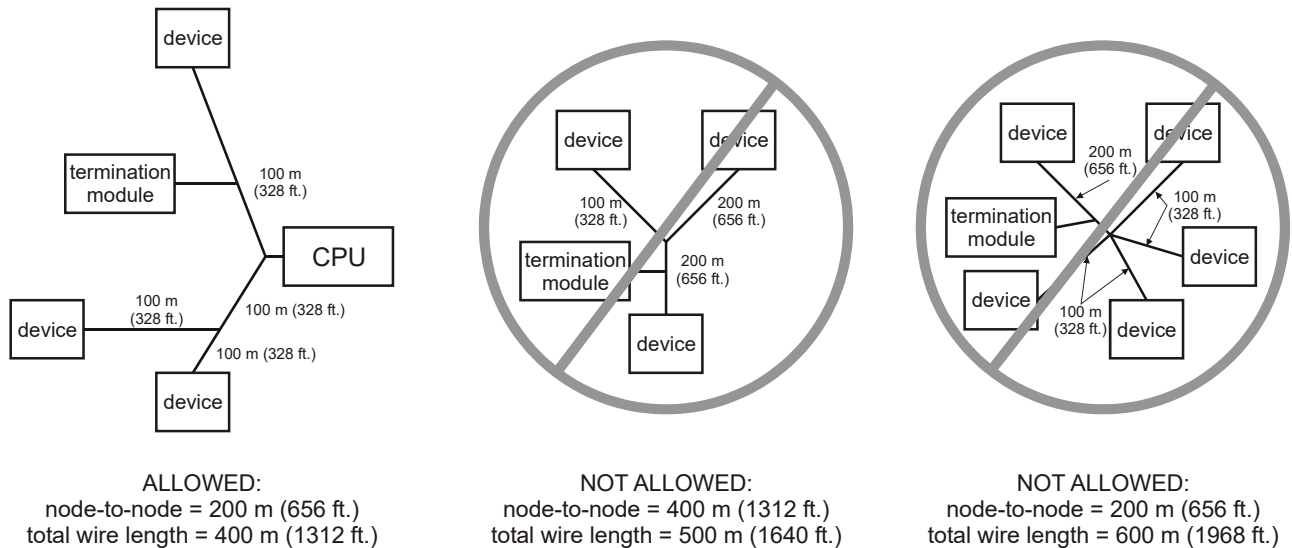 device
termination
module
100 m
(328 ft.)
CPU
100 m
(328 ft.)
100 m (328 ft.)
device
100 m (328 ft.)
device
ALLOWED:
node-to-node = 200 m (656 ft.)
total wire length = 400 m (1312 ft.)
device
device
100 m
(328 ft.)
200 m
(656 ft.)
termination
module
200 m
(656 ft.)
device
NOT ALLOWED:
node-to-node = 400 m (1312 ft.)
total wire length = 500 m (1640 ft.)
device
device
200 m
(656 ft.)
100 m
(328 ft.)
termination
module
device
device
100 m
(328 ft.)
device
NOT ALLOWED:
node-to-node = 200 m (656 ft.)
total wire length = 600 m (1968 ft.)